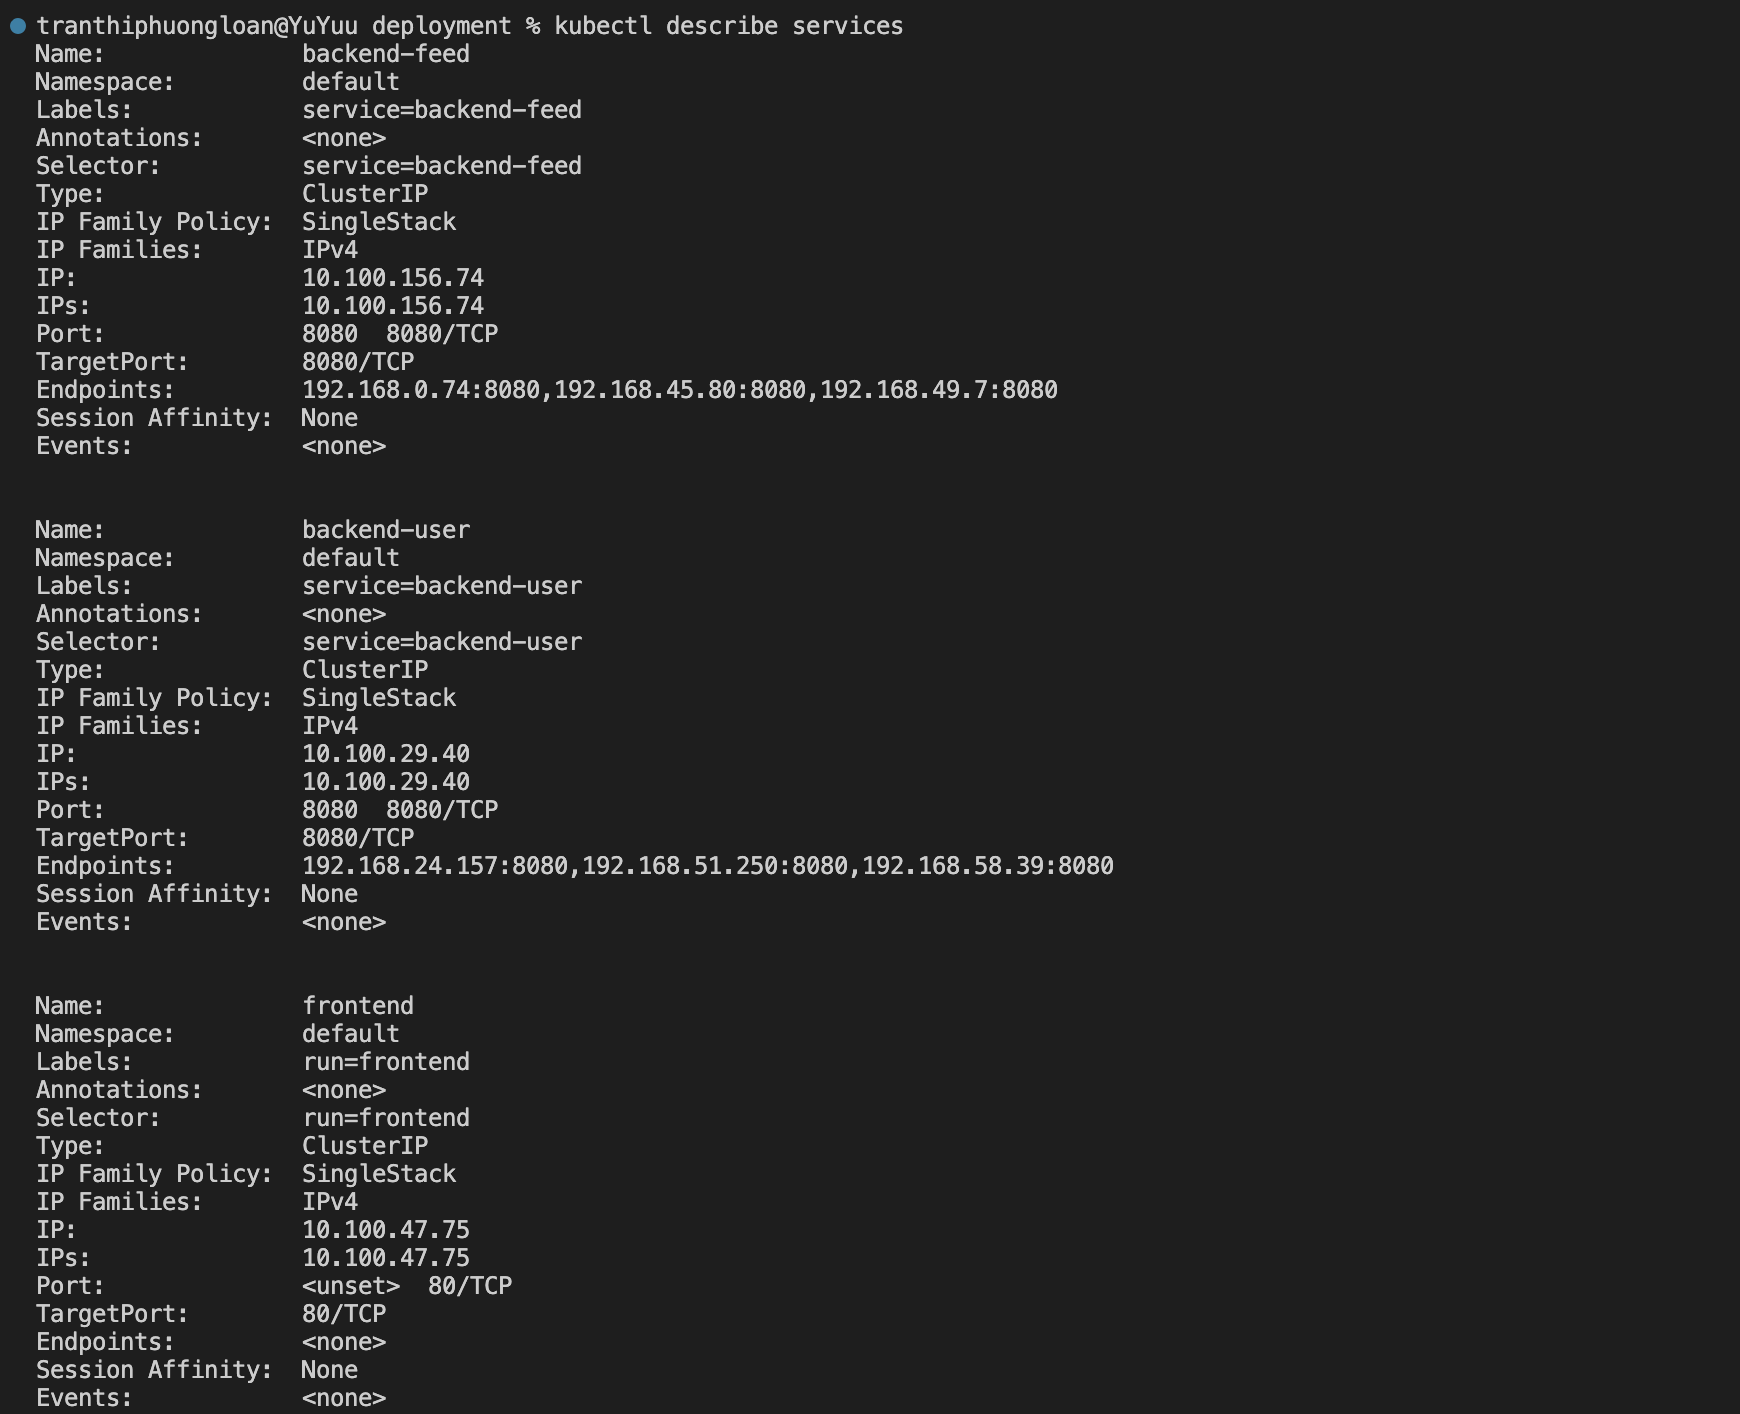 tranthiphuongloan@YuYuu deployment % kubectl describe services
Name:              backend-feed
Namespace:         default
Labels:            service=backend-feed
Annotations:       <none>
Selector:          service=backend-feed
Type:              ClusterIP
IP Family Policy:  SingleStack
IP Families:       IPv4
IP:                10.100.156.74
IPs:               10.100.156.74
Port:              8080  8080/TCP
TargetPort:        8080/TCP
Endpoints:         192.168.0.74:8080,192.168.45.80:8080,192.168.49.7:8080
Session Affinity:  None
Events:            <none>

Name:              backend-user
Namespace:         default
Labels:            service=backend-user
Annotations:       <none>
Selector:          service=backend-user
Type:              ClusterIP
IP Family Policy:  SingleStack
IP Families:       IPv4
IP:                10.100.29.40
IPs:               10.100.29.40
Port:              8080  8080/TCP
TargetPort:        8080/TCP
Endpoints:         192.168.24.157:8080,192.168.51.250:8080,192.168.58.39:8080
Session Affinity:  None
Events:            <none>

Name:              frontend
Namespace:         default
Labels:            run=frontend
Annotations:       <none>
Selector:          run=frontend
Type:              ClusterIP
IP Family Policy:  SingleStack
IP Families:       IPv4
IP:                10.100.47.75
IPs:               10.100.47.75
Port:              <unset>  80/TCP
TargetPort:        80/TCP
Endpoints:         <none>
Session Affinity:  None
Events:            <none>